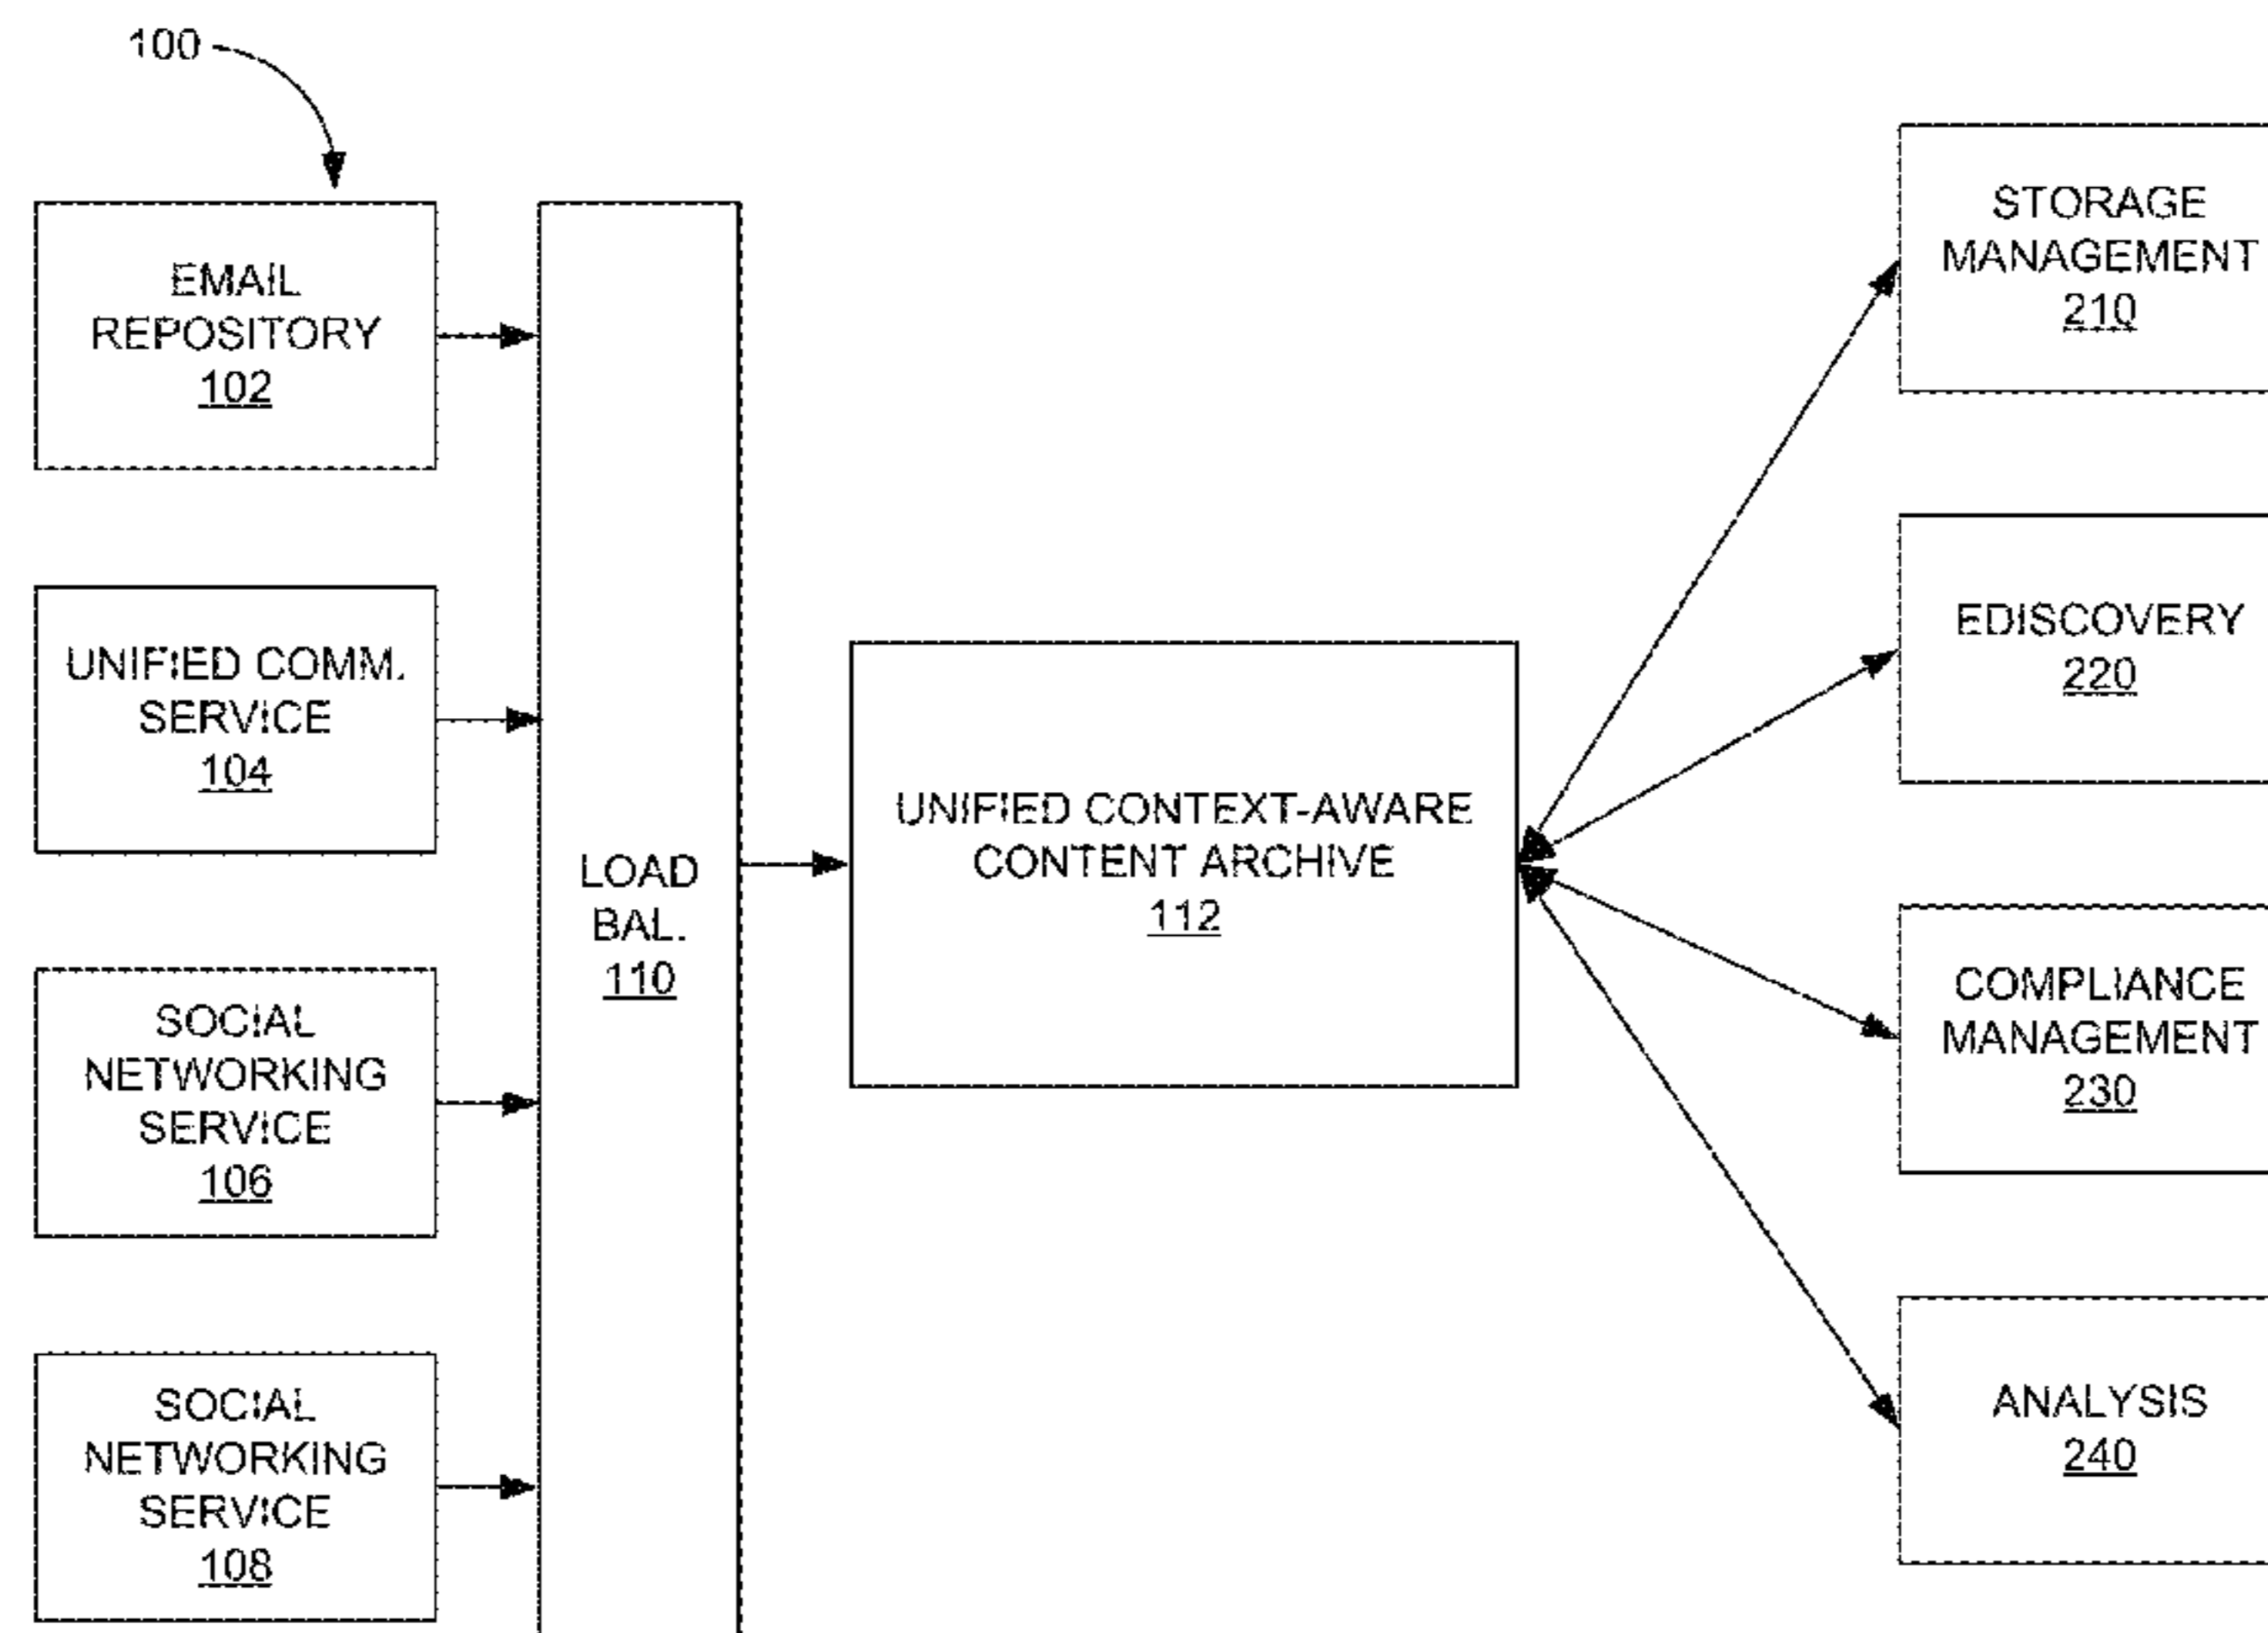 100
EMAIL
REPOSITORY
102
UNIFIED COMM.
SERVICE
104
SOCIAL
NETWORKING
SERVICE
106
SOCIAL
NETWORKING
SERVICE
108
LOAD
BAL.
110
UNIFIED CONTEXT-AWARE
CONTENT ARCHIVE
112
STORAGE
MANAGEMENT
210
EDISCOVERY
220
COMPLIANCE
MANAGEMENT
230
ANALYSIS
240